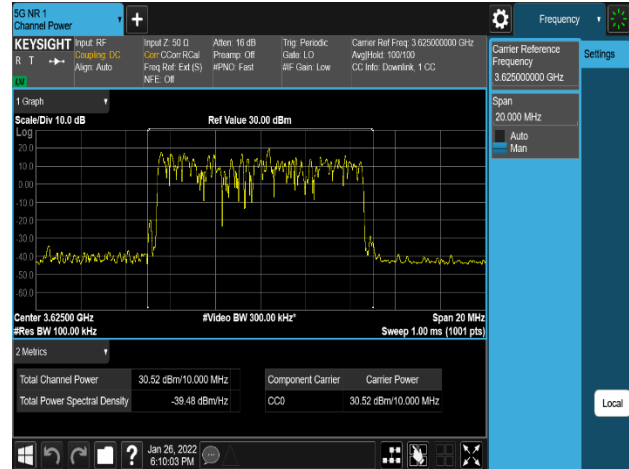 5G NR 1
Channel Power
Frequency
KEYSIGHT
R T
LW
Input: RF
Coupling: DC
Align: Auto
Input Z: 50 Ω
Corr CCorr RCal
Freq Ref: Ext (S)
NFE: Off
Atten: 16 dB
Preamp: Off
#PNO: Fast
Trig: Periodic
Gate: LO
#IF Gain: Low
Carrier Ref Freq: 3.625000000 GHz
Avg|Hold: 100/100
CC Info: Downlink, 1 CC
Carrier Reference
Frequency
3.625000000 GHz
Settings
Span
20.000 MHz
Auto
Man
1 Graph
Scale/Div 10.0 dB
Ref Value 30.00 dBm
Log
20.0
10.0
0.00
-10.0
-20.0
-30.0
-40.0
-50.0
-60.0
Center 3.62500 GHz
#Video BW 300.00 kHz*
Span 20 MHz
#Res BW 100.00 kHz
Sweep 1.00 ms (1001 pts)
2 Metrics
Total Channel Power 30.52 dBm/10.000 MHz
Total Power Spectral Density -39.48 dBm/Hz
Component Carrier Carrier Power
CC0 30.52 dBm/10.000 MHz
Local
?
Jan 26, 2022
6:10:03 PM